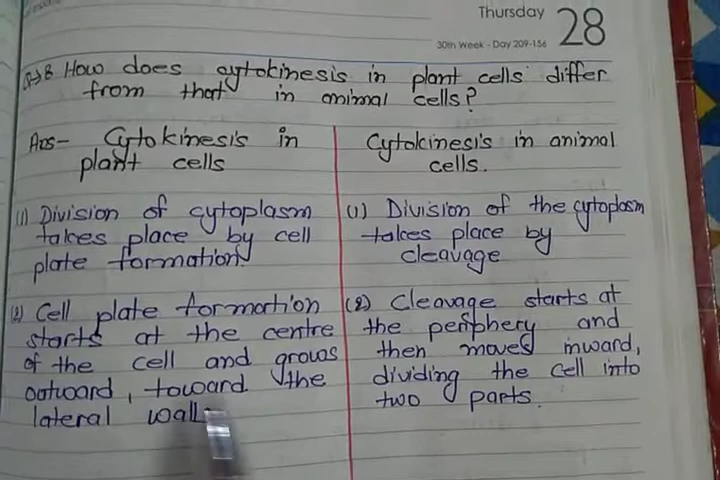 Thursday 28
30th Week - Day 209-156
Q→8 How does cytokinesis in plant cells differ
from that in animal cells?
Ans- Cytokinesis in
plant cells
(1) Division of cytoplasm
takes place by cell
plate formation.
(2) Cell plate formation
starts at the centre
of the cell and grows
outward, toward the
lateral wall
Cytokinesis in animal
cells.
(1) Division of the cytoplasm
takes place by
cleavage
(2) Cleavage starts at
the periphery and
then moves inward,
dividing the cell into
two parts.